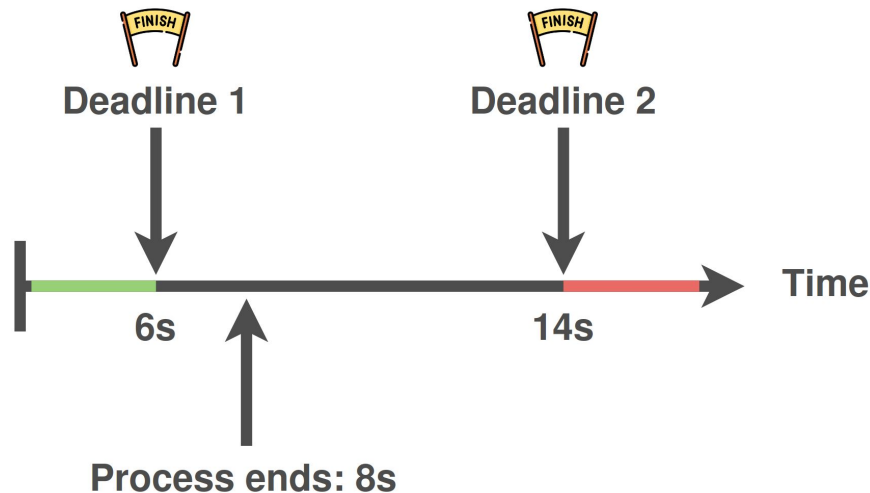 FINISH
FINISH
Deadline 1
Deadline 2
Time
6s
14s
Process ends: 8s